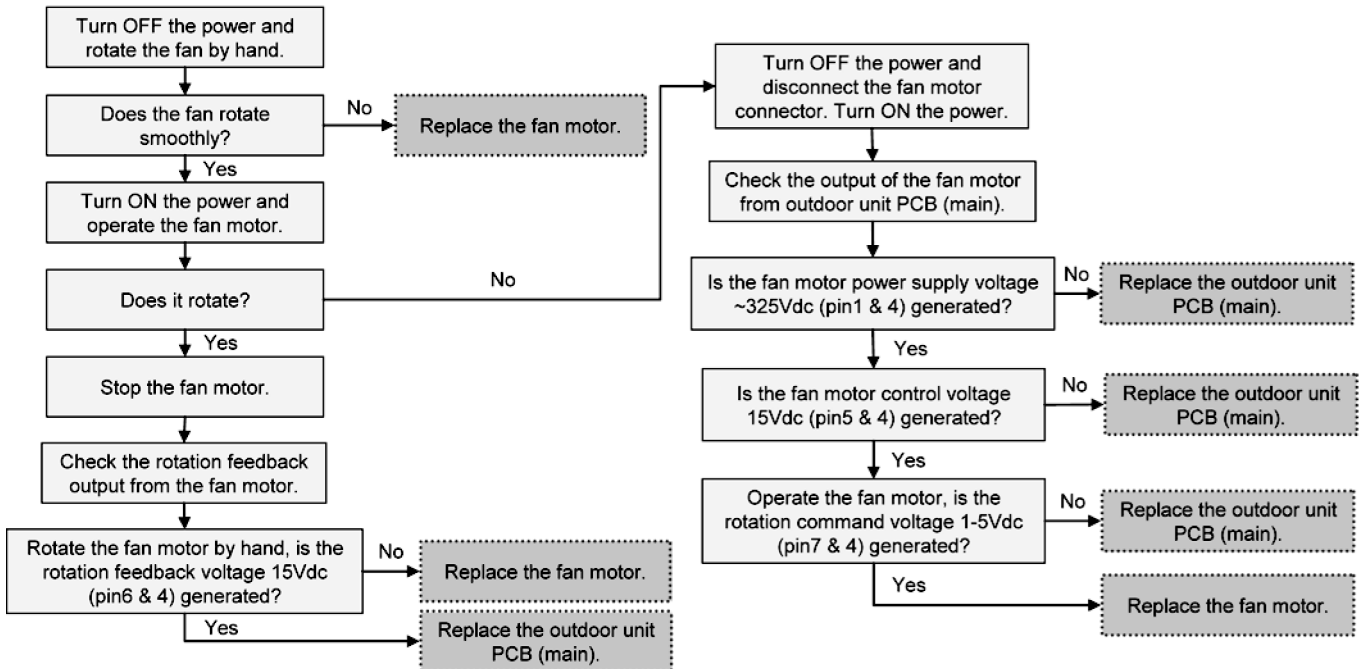 Turn OFF the power and
rotate the fan by hand.
Does the fan rotate
smoothly?
No
Replace the fan motor.
Yes
Turn ON the power and
operate the fan motor.
Does it rotate?
No
Yes
Stop the fan motor.
Check the rotation feedback
output from the fan motor.
Rotate the fan motor by hand, is the
rotation feedback voltage 15Vdc
(pin6 & 4) generated?
No
Replace the fan motor.
Yes
Replace the outdoor unit
PCB (main).
Turn OFF the power and
disconnect the fan motor
connector. Turn ON the power.
Check the output of the fan motor
from outdoor unit PCB (main).
Is the fan motor power supply voltage
~325Vdc (pin1 & 4) generated?
No
Replace the outdoor unit
PCB (main).
Yes
Is the fan motor control voltage
15Vdc (pin5 & 4) generated?
No
Replace the outdoor unit
PCB (main).
Yes
Operate the fan motor, is the
rotation command voltage 1-5Vdc
(pin7 & 4) generated?
No
Replace the outdoor unit
PCB (main).
Yes
Replace the fan motor.